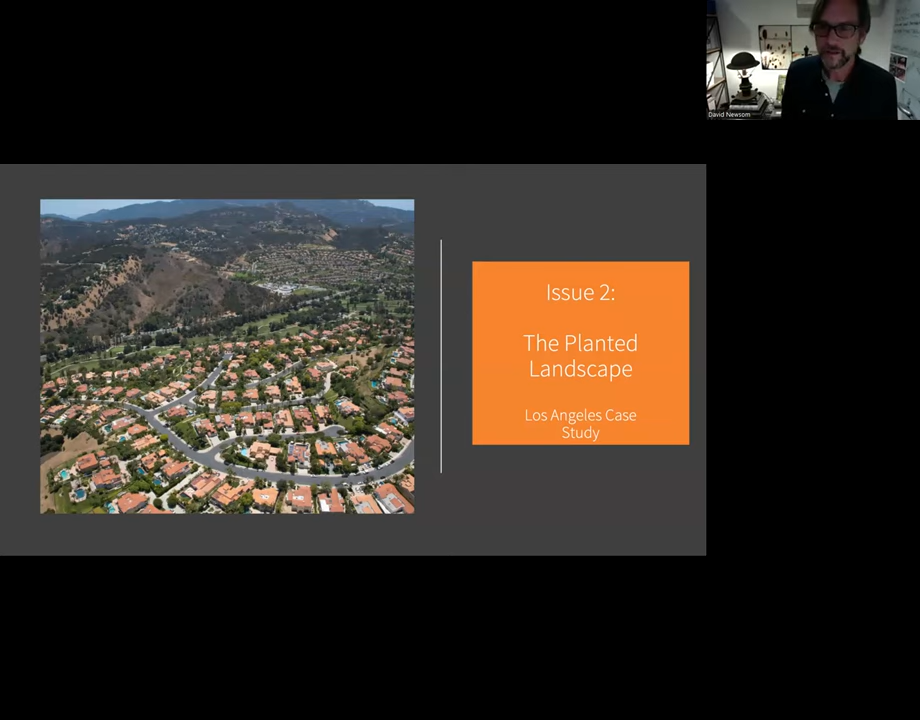 David Newsom
Issue 2:
The Planted
Landscape
Los Angeles Case
Study